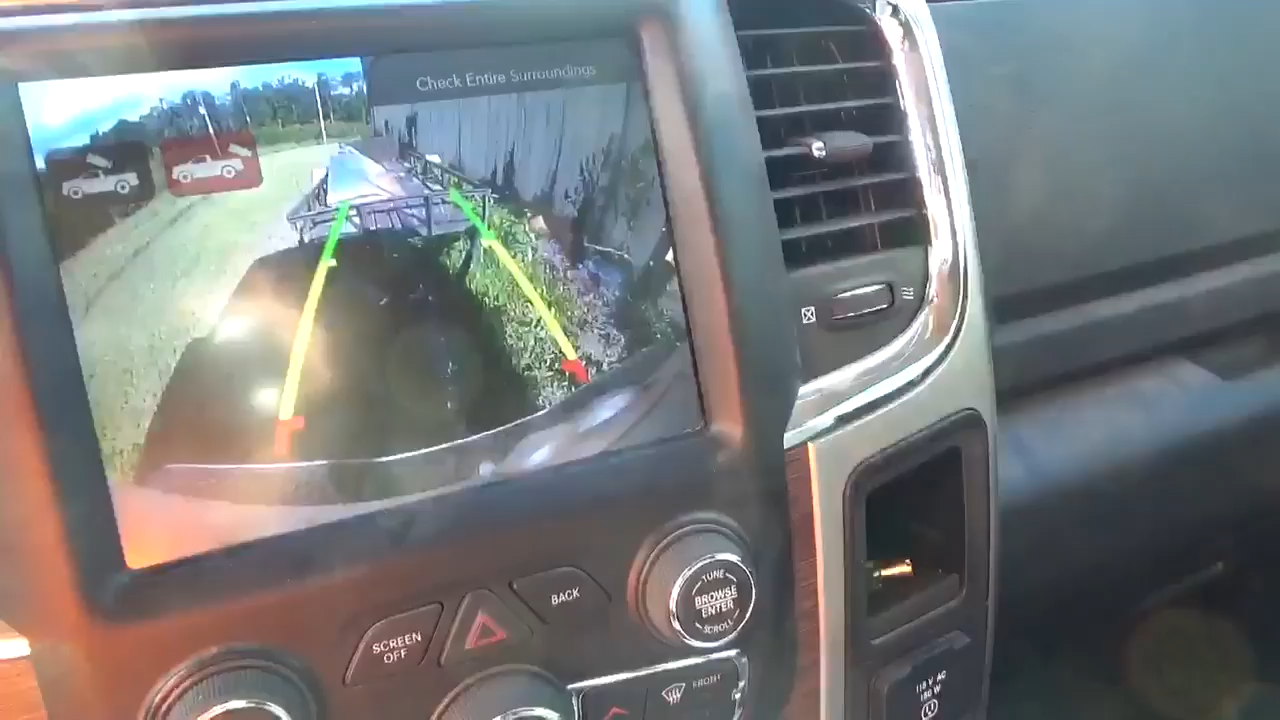 Check Entire Surroundings
SCREEN
OFF
BACK
TUNE
BROWSE
ENTER
SCROLL
FRONT
115 V AC
150 W